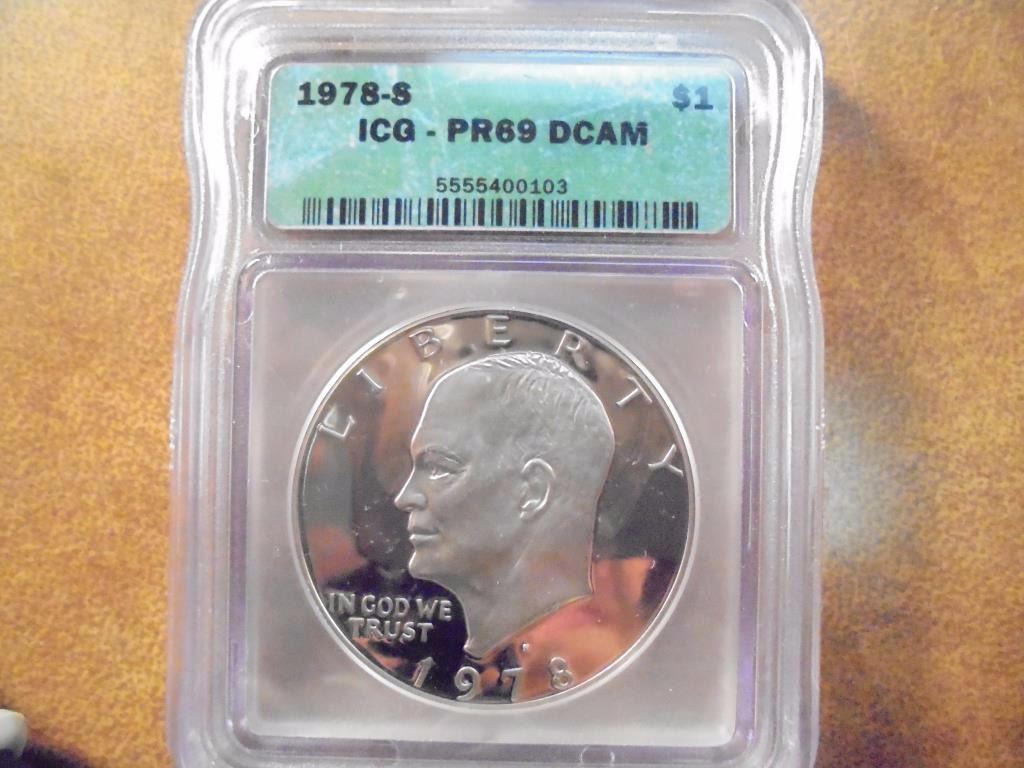 1978-S $1
ICG - PR69 DCAM
5555400103
LIBERTY
IN GOD WE
TRUST
1978